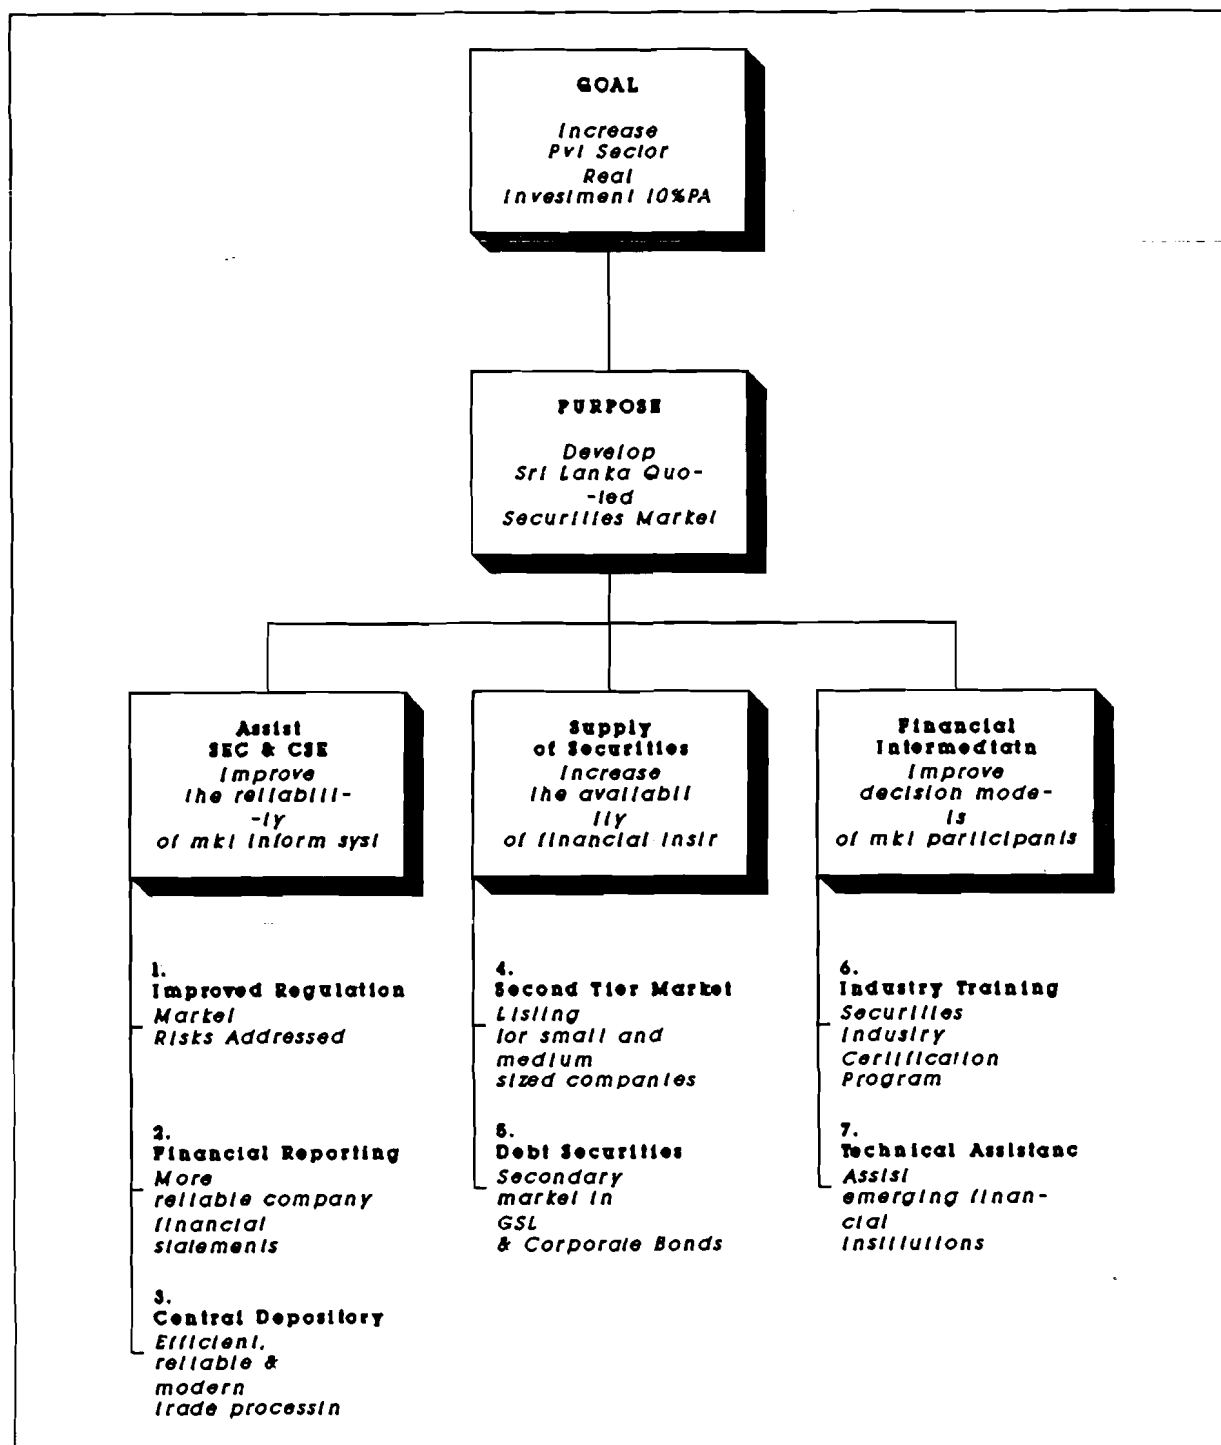 GOAL
Increase
Pvt Sector
Real
Investment 10%PA
PURPOSE
Develop
Sri Lanka Quo-
-ted
Securities Market
Assist
SEC & CSE
Improve
the reliabili-
-ty
of mkt inform syst
Supply
of Securities
Increase
the availabil
ity
of financial instr
Financial
Intermediatn
Improve
decision mode-
ls
of mkt participants
1.
Improved Regulation
Market
Risks Addressed
2.
Financial Reporting
More
reliable company
financial
statements
3.
Central Depository
Efficient,
reliable &
modern
trade processin
4.
Second Tier Market
Listing
for small and
medium
sized companies
5.
Debt Securities
Secondary
market in
GSL
& Corporate Bonds
6.
Industry Training
Securities
Industry
Certification
Program
7.
Technical Assistanc
Assist
emerging finan-
cial
institutions